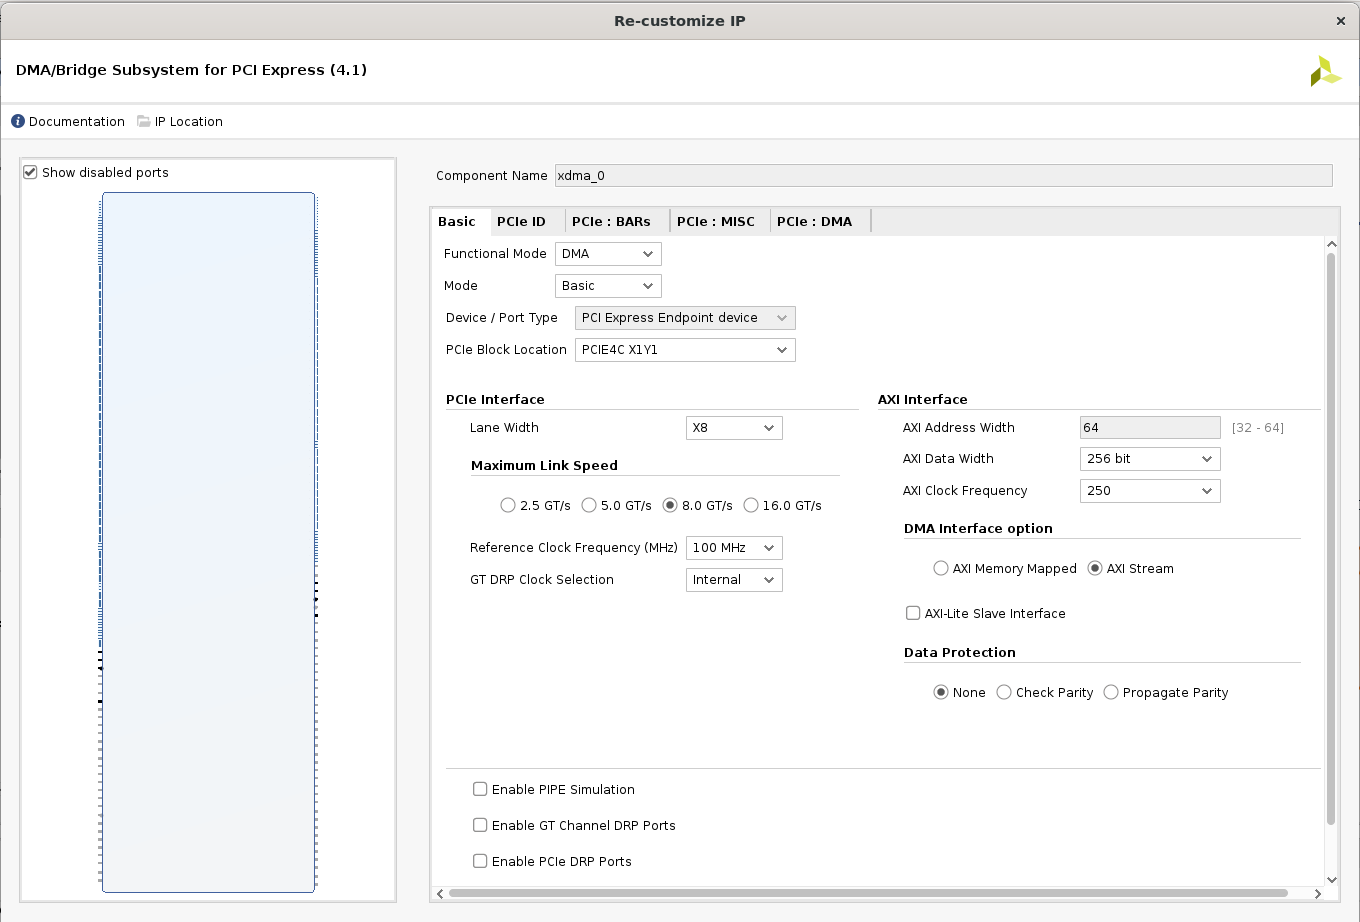 Re-customize IP
DMA/Bridge Subsystem for PCI Express (4.1)
Documentation IP Location
Show disabled ports
Component Name xdma_0
Basic PCIe ID PCIe : BARs PCIe : MISC PCIe : DMA
Functional Mode DMA
Mode Basic
Device / Port Type PCI Express Endpoint device
PCIe Block Location PCIE4C X1Y1
PCIe Interface
Lane Width X8
Maximum Link Speed
2.5 GT/s 5.0 GT/s 8.0 GT/s 16.0 GT/s
Reference Clock Frequency (MHz) 100 MHz
GT DRP Clock Selection Internal
AXI Interface
AXI Address Width 64 [32 - 64]
AXI Data Width 256 bit
AXI Clock Frequency 250
DMA Interface option
AXI Memory Mapped AXI Stream
AXI-Lite Slave Interface
Data Protection
None Check Parity Propagate Parity
Enable PIPE Simulation
Enable GT Channel DRP Ports
Enable PCIe DRP Ports